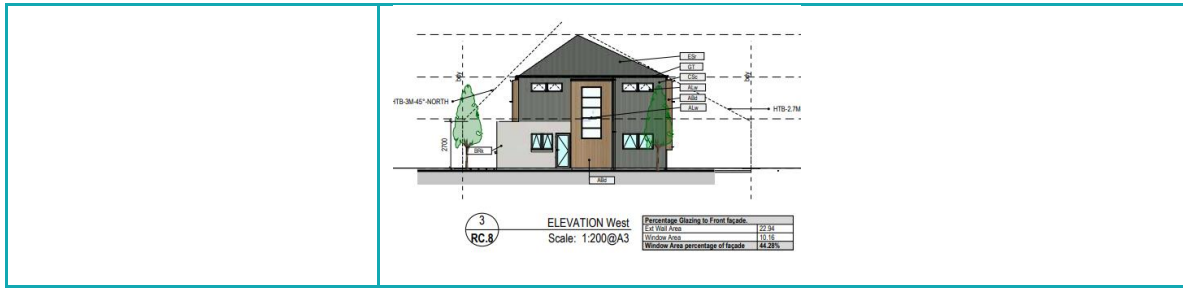 ESr
GT
CSc
ALw
ABd
ALw
bdy
bdy
HTB-3M-45°-NORTH
HTB-2.7M
2700
BRk
ABd
3
RC.8
ELEVATION West
Scale: 1:200@A3
Percentage Glazing to Front façade.
Ext Wall Area 22.94
Window Area 10.16
Window Area percentage of façade 44.28%